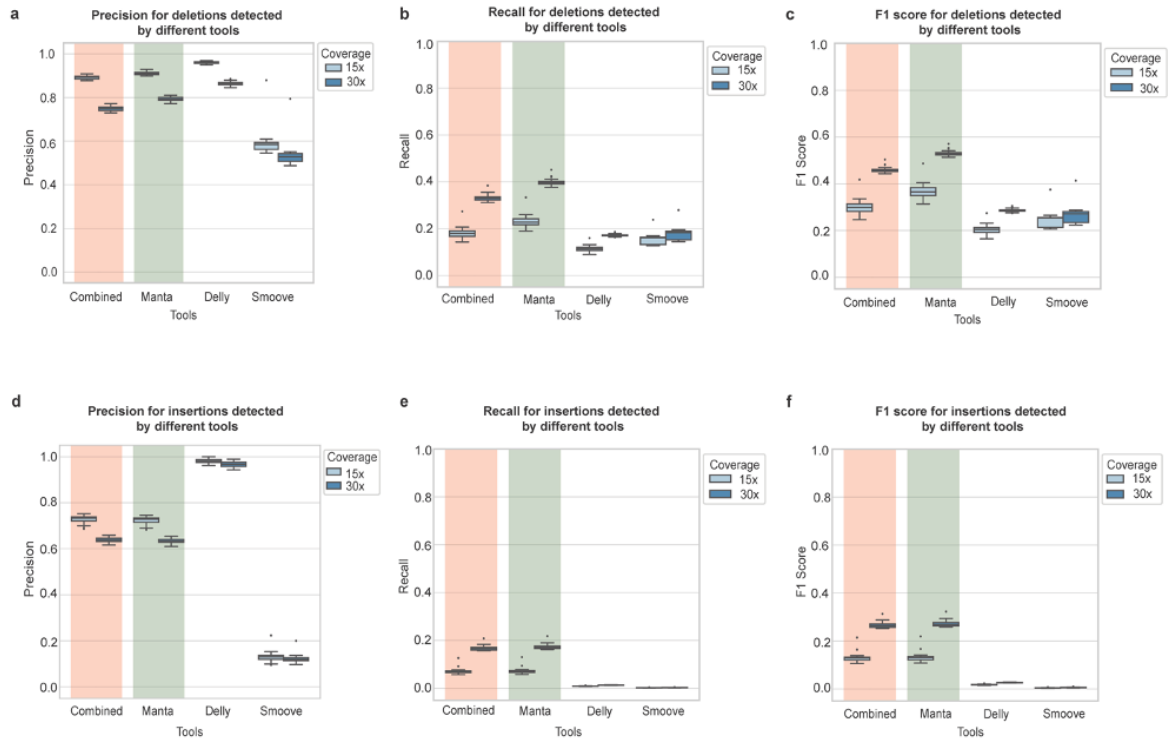 a
Precision for deletions detected
by different tools
1.0
0.8
0.6
0.4
0.2
0.0
Precision
Combined Manta Delly Smoove
Tools
Coverage
15x
30x
b
Recall for deletions detected
by different tools
1.0
0.8
0.6
0.4
0.2
0.0
Recall
Combined Manta Delly Smoove
Tools
Coverage
15x
30x
c
F1 score for deletions detected
by different tools
1.0
0.8
0.6
0.4
0.2
0.0
F1 Score
Combined Manta Delly Smoove
Tools
Coverage
15x
30x
d
Precision for insertions detected
by different tools
1.0
0.8
0.6
0.4
0.2
0.0
Precision
Combined Manta Delly Smoove
Tools
Coverage
15x
30x
e
Recall for insertions detected
by different tools
1.0
0.8
0.6
0.4
0.2
0.0
Recall
Combined Manta Delly Smoove
Tools
Coverage
15x
30x
f
F1 score for insertions detected
by different tools
1.0
0.8
0.6
0.4
0.2
0.0
F1 Score
Combined Manta Delly Smoove
Tools
Coverage
15x
30x